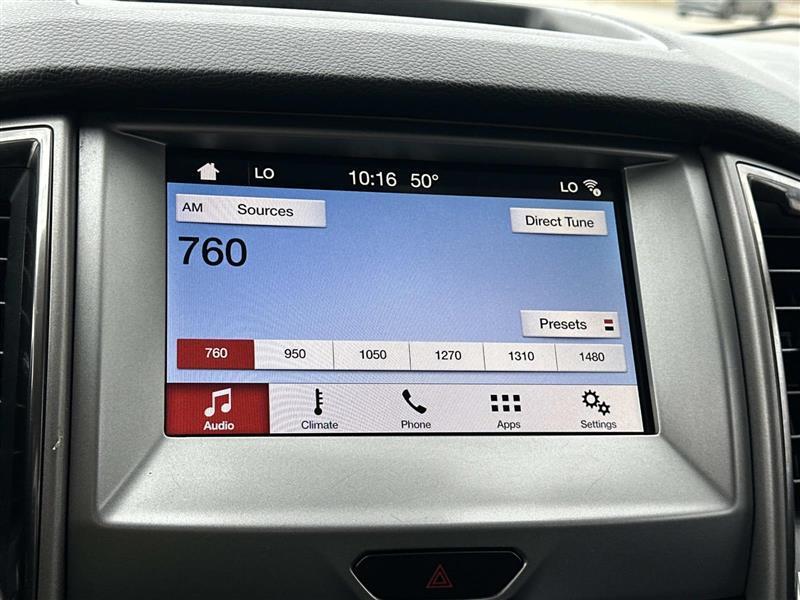 LO 10:16 50° LO
AM Sources
Direct Tune
760
Presets
760 950 1050 1270 1310 1480
Audio Climate Phone Apps Settings